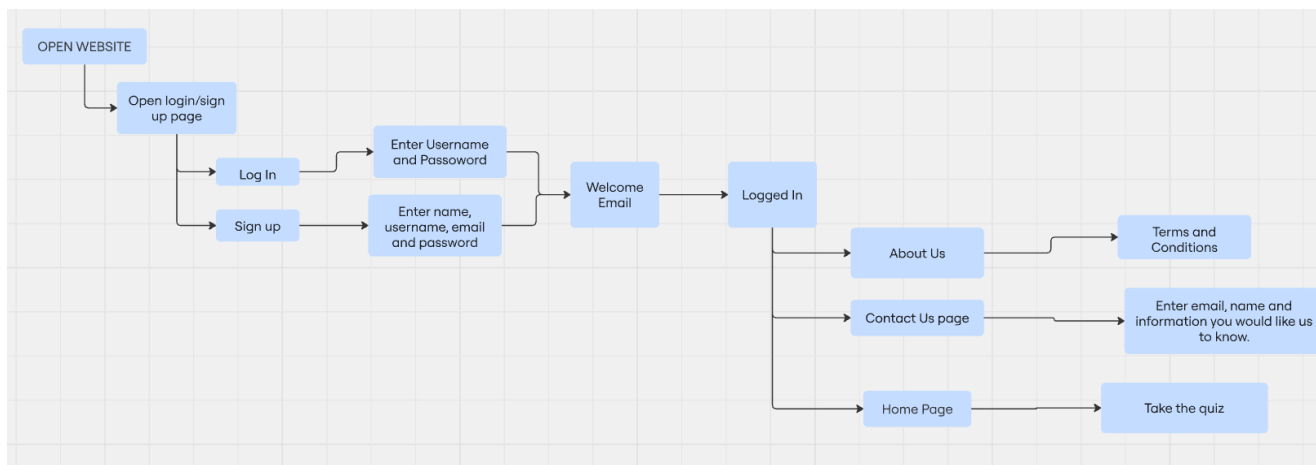 OPEN WEBSITE
Open login/sign
up page
Log In
Enter Username
and Passoword
Sign up
Enter name,
username, email
and password
Welcome
Email
Logged In
About Us
Terms and
Conditions
Contact Us page
Enter email, name and
information you would like us
to know.
Home Page
Take the quiz